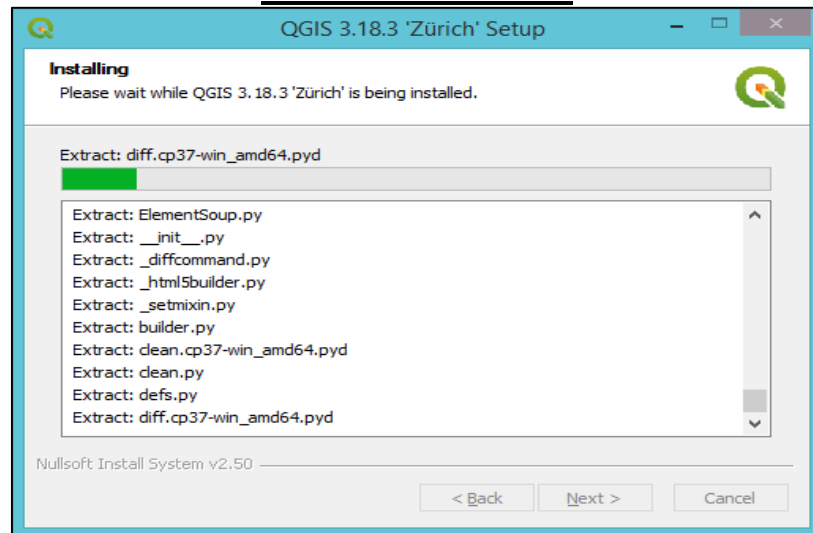 QGIS 3.18.3 'Zürich' Setup
Installing
Please wait while QGIS 3.18.3 'Zürich' is being installed.
Extract: diff.cp37-win_amd64.pyd
Extract: ElementSoup.py
Extract: __init__.py
Extract: _diffcommand.py
Extract: _html5builder.py
Extract: _setmixin.py
Extract: builder.py
Extract: clean.cp37-win_amd64.pyd
Extract: clean.py
Extract: defs.py
Extract: diff.cp37-win_amd64.pyd
Nullsoft Install System v2.50
< Back Next > Cancel